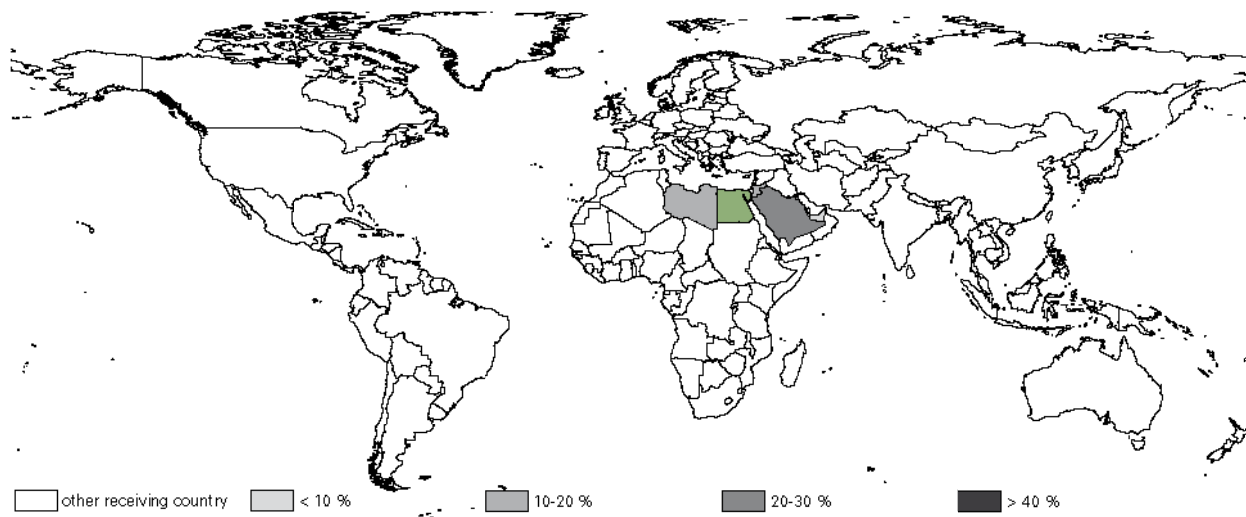 other receiving country < 10 % 10-20 % 20-30 % > 40 %